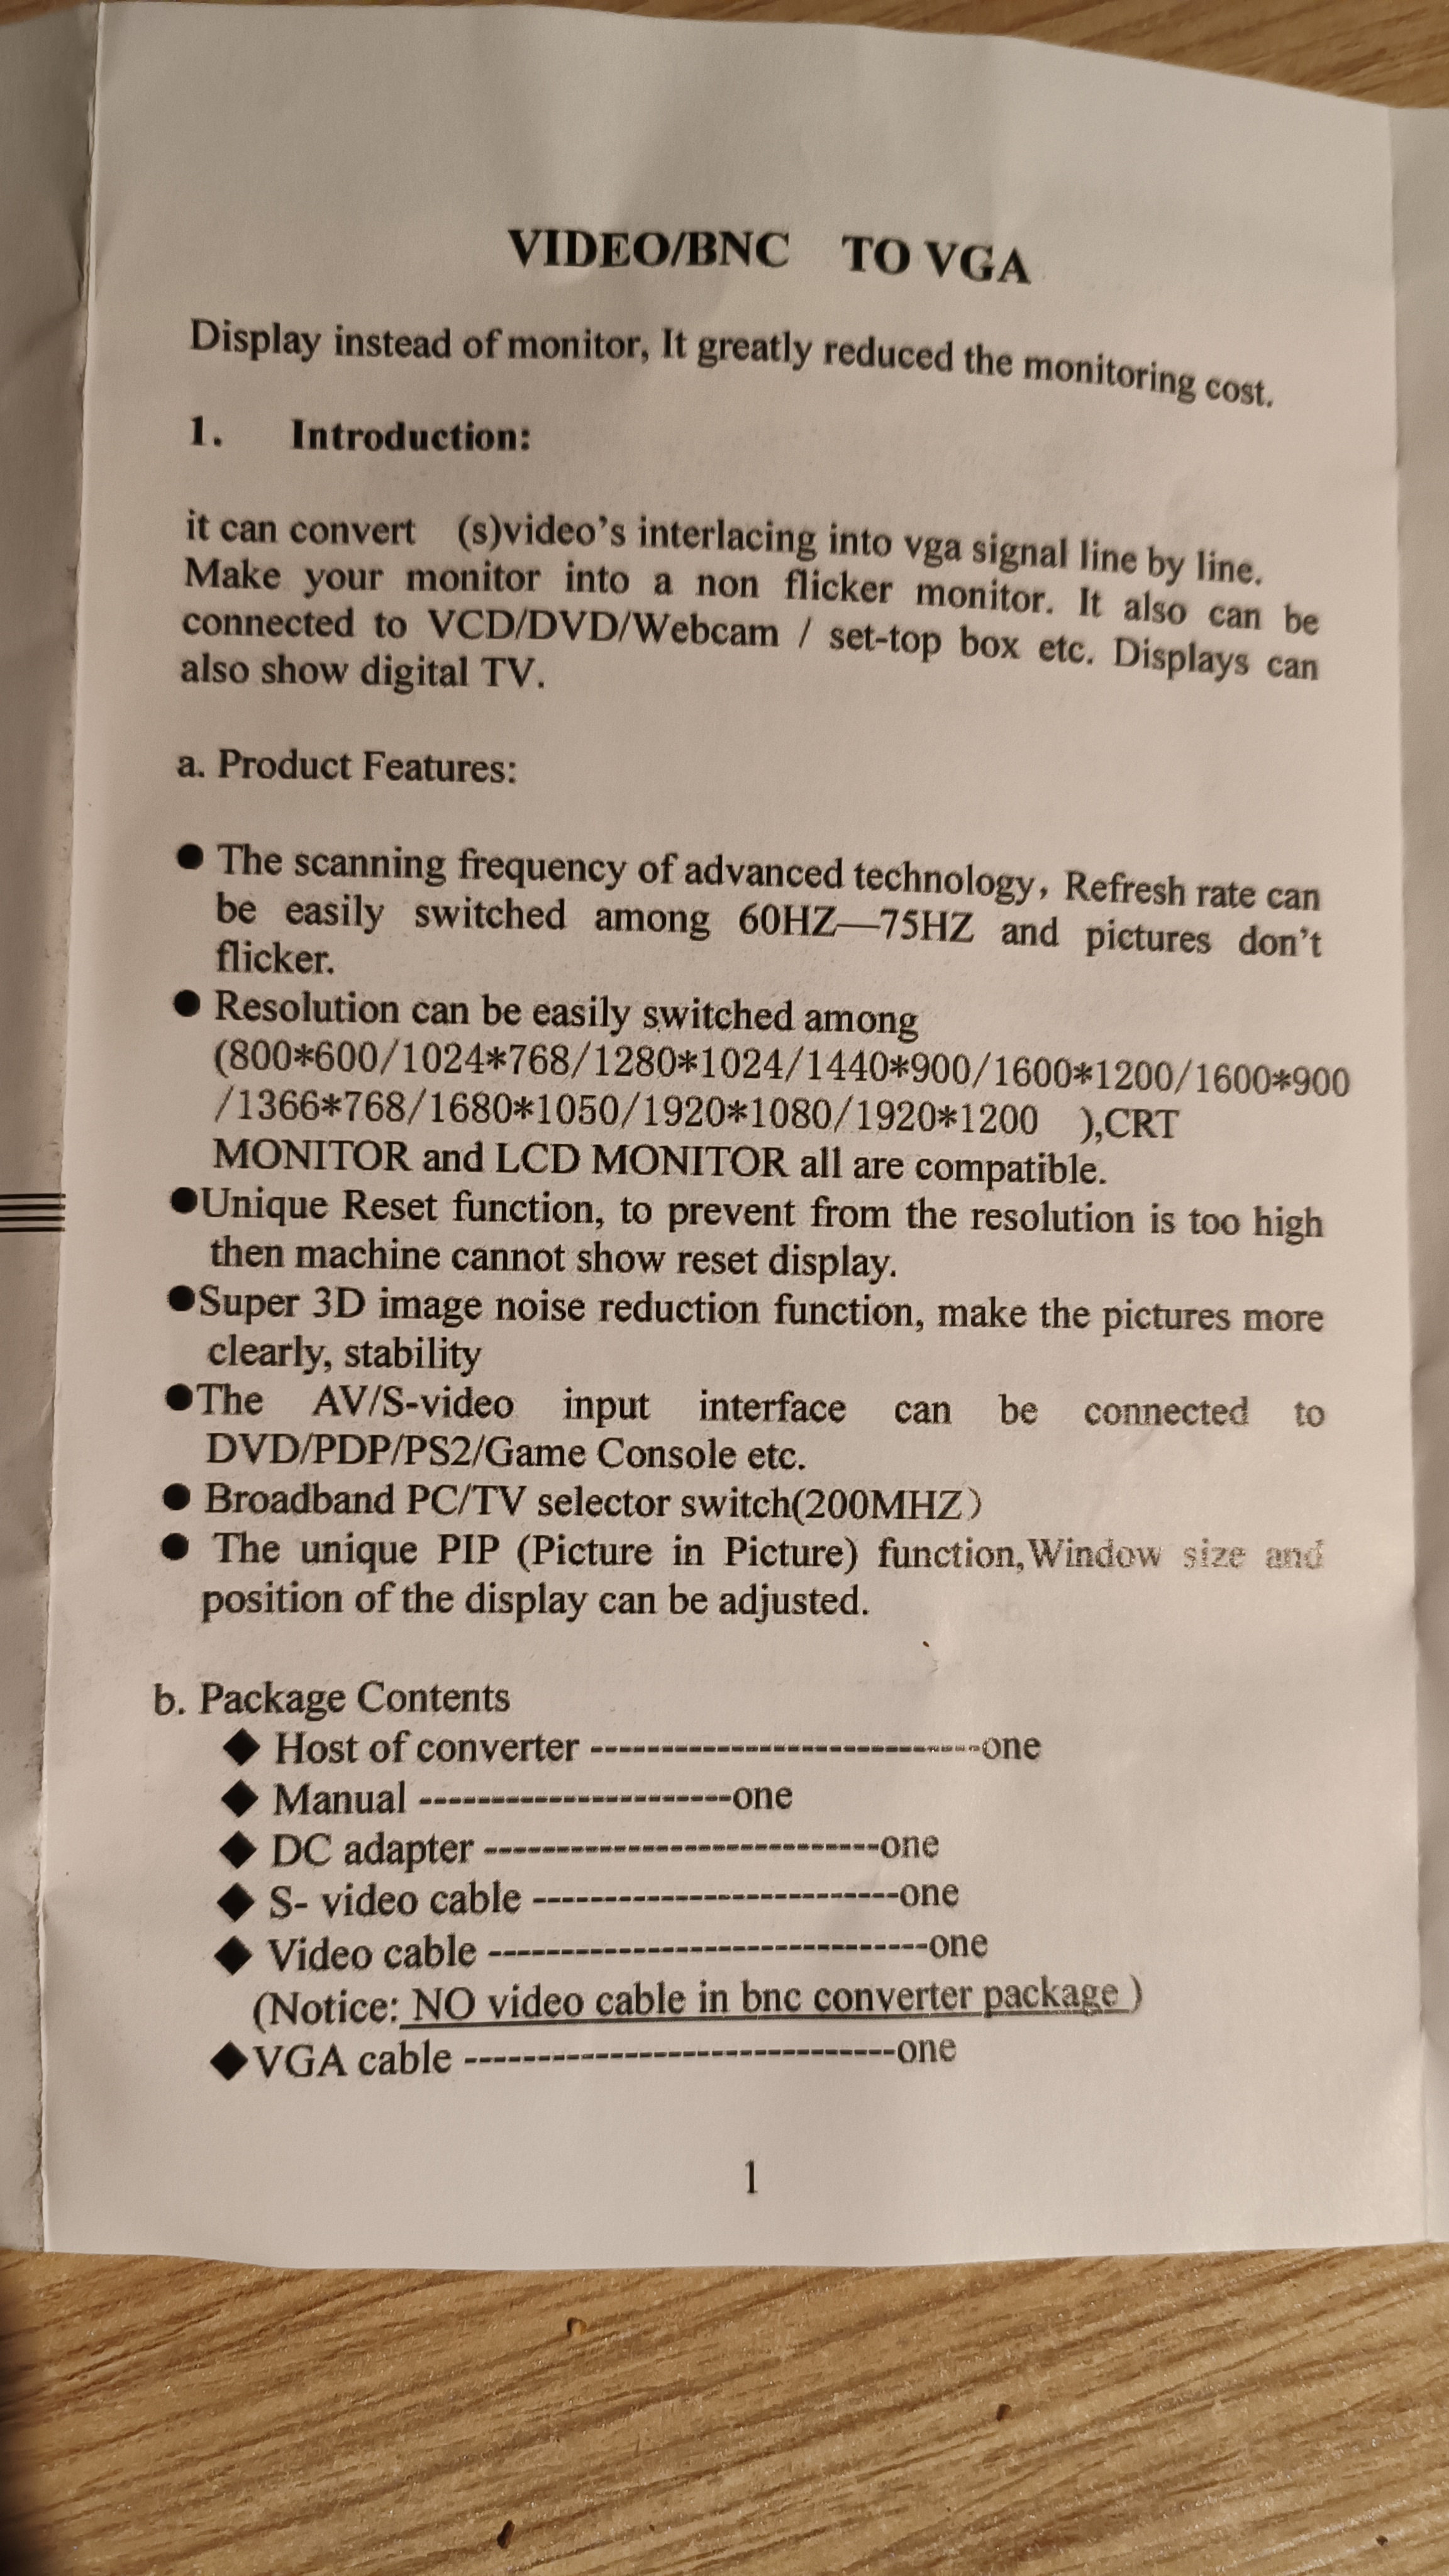 VIDEO/BNC TO VGA
Display instead of monitor, It greatly reduced the monitoring cost.
1. Introduction:
it can convert (s)video's interlacing into vga signal line by line.
Make your monitor into a non flicker monitor. It also can be
connected to VCD/DVD/Webcam / set-top box etc. Displays can
also show digital TV.
a. Product Features:
● The scanning frequency of advanced technology, Refresh rate can
be easily switched among 60HZ—75HZ and pictures don't
flicker.
● Resolution can be easily switched among
(800*600/1024*768/1280*1024/1440*900/1600*1200/1600*900
/1366*768/1680*1050/1920*1080/1920*1200 ),CRT
MONITOR and LCD MONITOR all are compatible.
●Unique Reset function, to prevent from the resolution is too high
then machine cannot show reset display.
●Super 3D image noise reduction function, make the pictures more
clearly, stability
●The AV/S-video input interface can be connected to
DVD/PDP/PS2/Game Console etc.
● Broadband PC/TV selector switch(200MHZ)
● The unique PIP (Picture in Picture) function,Window size and
position of the display can be adjusted.
b. Package Contents
◆ Host of converter ----------------------------one
◆ Manual ----------------------one
◆ DC adapter ----------------------------one
◆ S- video cable --------------------------one
◆ Video cable -------------------------------one
(Notice: NO video cable in bnc converter package )
◆VGA cable ------------------------------one
1